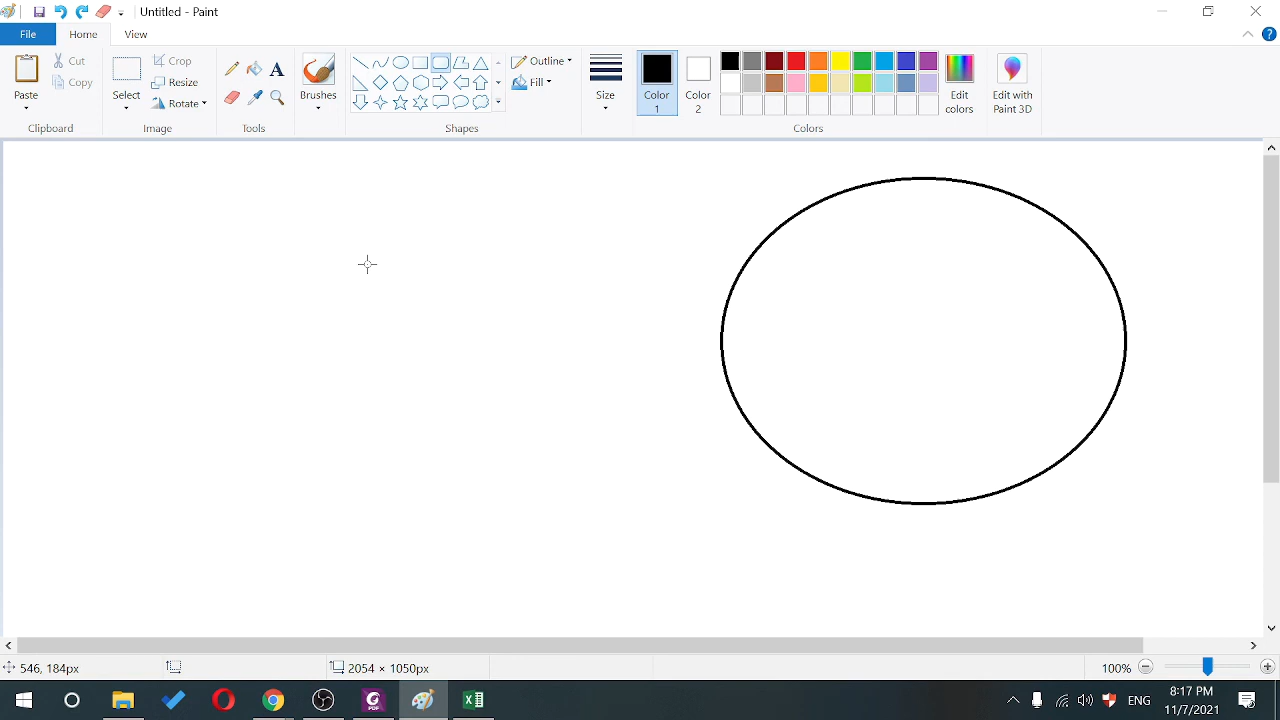 Untitled - Paint
File
Home
View
Paste
Cut
Copy
Clipboard
Select
Crop
Resize
Rotate
Image
A
Tools
Brushes
Shapes
Outline
Fill
Size
Color
1
Color
2
Edit
colors
Colors
Edit with
Paint 3D
?
546, 184px
2054 × 1050px
100%
ENG
8:17 PM
11/7/2021